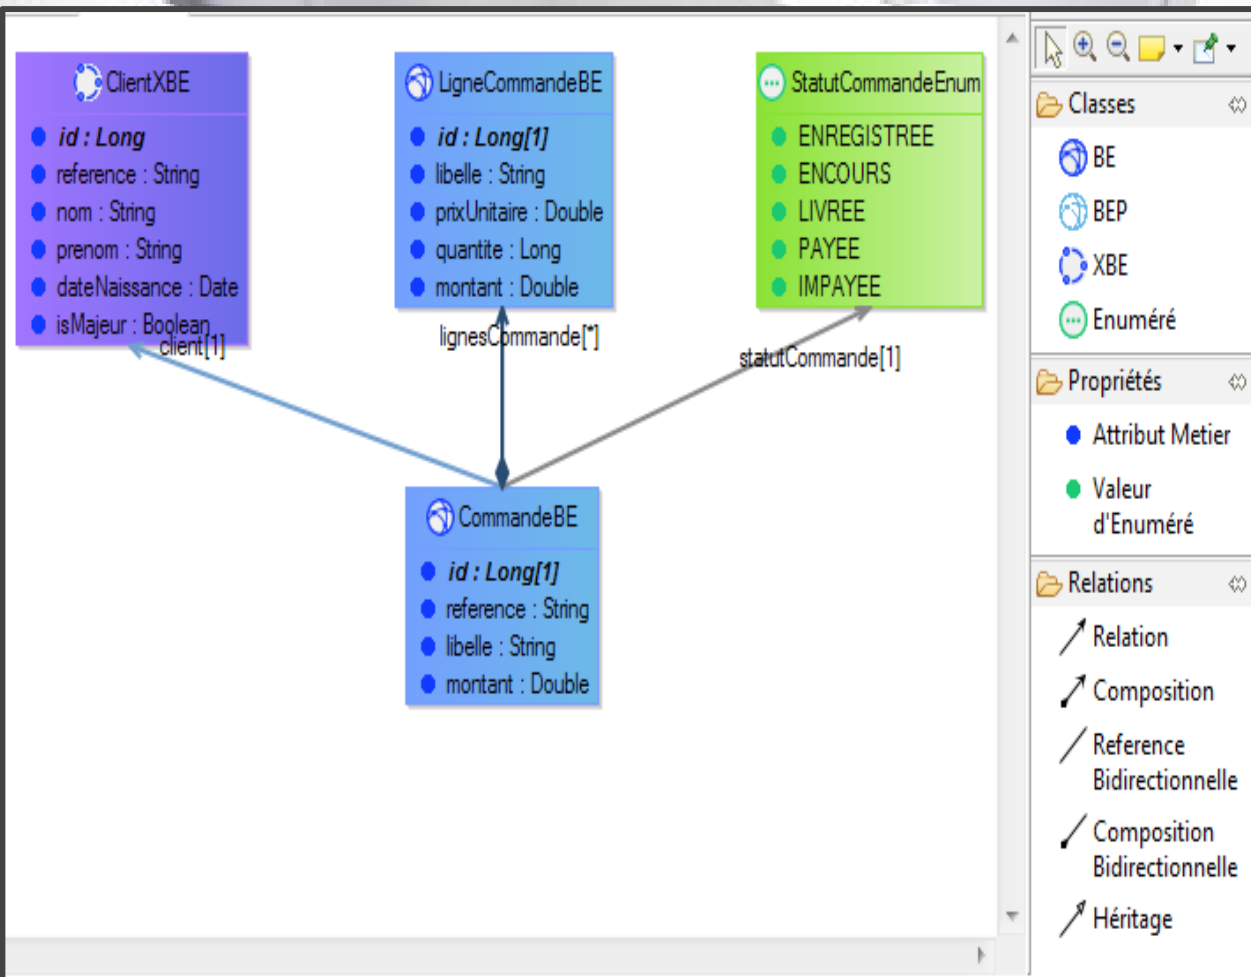 ClientXBE
id : Long
reference : String
nom : String
prenom : String
dateNaissance : Date
isMajeur : Boolean
client[1]
LigneCommandeBE
id : Long[1]
libelle : String
prixUnitaire : Double
quantite : Long
montant : Double
lignesCommande[*]
StatutCommandeEnum
ENREGISTREE
ENCOURS
LIVREE
PAYEE
IMPAYEE
statutCommande[1]
CommandeBE
id : Long[1]
reference : String
libelle : String
montant : Double
Classes
BE
BEP
XBE
Enuméré
Propriétés
Attribut Metier
Valeur
d'Enuméré
Relations
Relation
Composition
Reference
Bidirectionnelle
Composition
Bidirectionnelle
Héritage